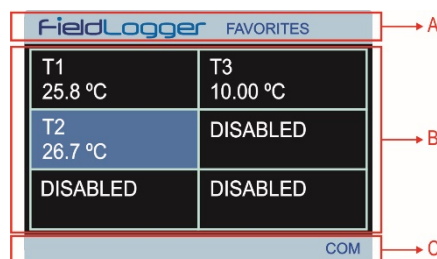 FieldLogger FAVORITES
A
T1
25.8 ºC
T3
10.00 ºC
B
T2
26.7 ºC
DISABLED
DISABLED
DISABLED
COM
C